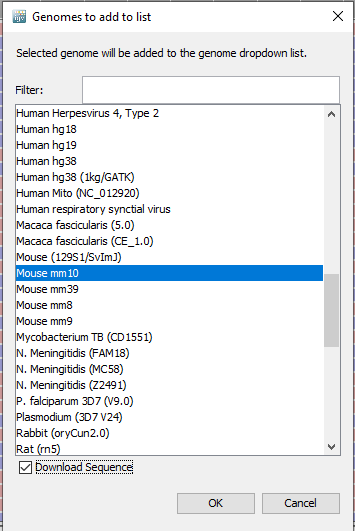 Genomes to add to list
Selected genome will be added to the genome dropdown list.
Filter:
Human Herpesvirus 4, Type 2
Human hg18
Human hg19
Human hg38
Human hg38 (1kg/GATK)
Human Mito (NC_012920)
Human respiratory synctial virus
Macaca fascicularis (5.0)
Macaca fascicularis (CE_1.0)
Mouse (129S1/SvImJ)
Mouse mm10
Mouse mm39
Mouse mm8
Mouse mm9
Mycobacterium TB (CD1551)
N. Meningitidis (FAM18)
N. Meningitidis (MC58)
N. Meningitidis (Z2491)
P. falciparum 3D7 (V9.0)
Plasmodium (3D7 V24)
Rabbit (oryCun2.0)
Rat (rn5)
Download Sequence
OK
Cancel